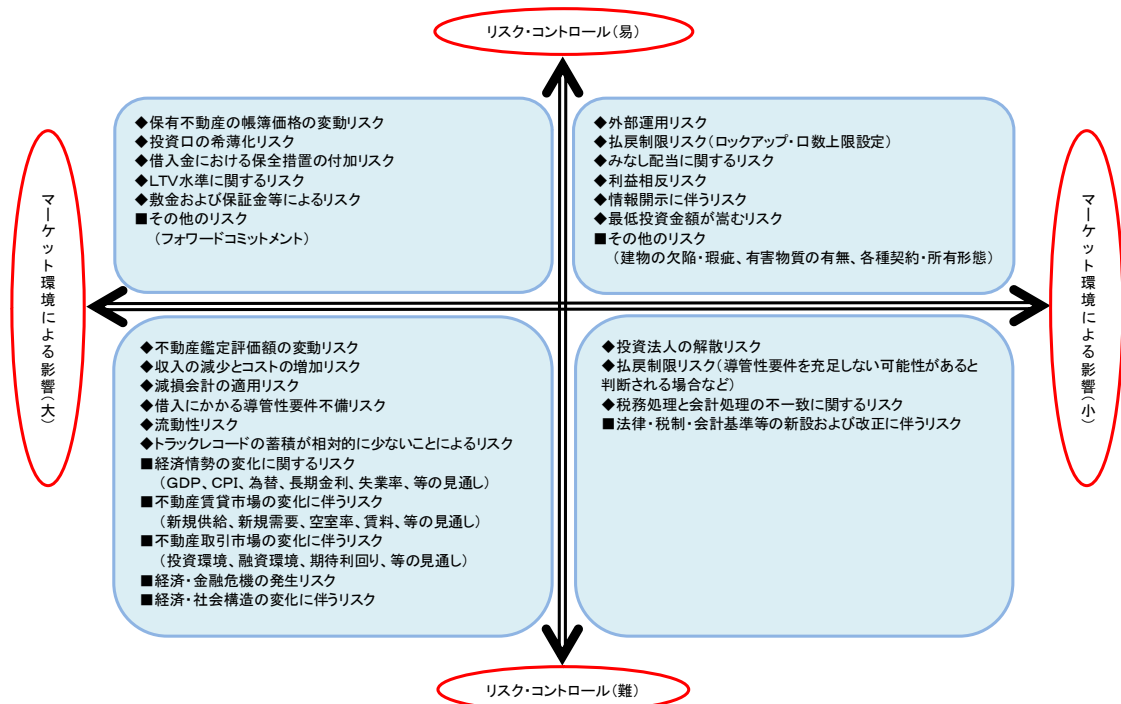 リスク・コントロール（易）
マーケット環境による影響（大）
◆保有不動産の帳簿価格の変動リスク
◆投資口の希薄化リスク
◆借入金における保全措置の付加リスク
◆LTV水準に関するリスク
◆敷金および保証金等によるリスク
■その他のリスク
（フォワードコミットメント）
◆外部運用リスク
◆払戻制限リスク（ロックアップ・口数上限設定）
◆みなし配当に関するリスク
◆利益相反リスク
◆情報開示に伴うリスク
◆最低投資金額が嵩むリスク
■その他のリスク
（建物の欠陥・瑕疵、有害物質の有無、各種契約・所有形態）
マーケット環境による影響（小）
◆不動産鑑定評価額の変動リスク
◆収入の減少とコストの増加リスク
◆減損会計の適用リスク
◆借入にかかる導管性要件不備リスク
◆流動性リスク
◆トラックレコードの蓄積が相対的に少ないことによるリスク
■経済情勢の変化に関するリスク
（GDP、CPI、為替、長期金利、失業率、等の見通し）
■不動産賃貸市場の変化に伴うリスク
（新規供給、新規需要、空室率、賃料、等の見通し）
■不動産取引市場の変化に伴うリスク
（投資環境、融資環境、期待利回り、等の見通し）
■経済・金融危機の発生リスク
■経済・社会構造の変化に伴うリスク
◆投資法人の解散リスク
◆払戻制限リスク（導管性要件を充足しない可能性があると
判断される場合など）
◆税務処理と会計処理の不一致に関するリスク
■法律・税制・会計基準等の新設および改正に伴うリスク
リスク・コントロール（難）